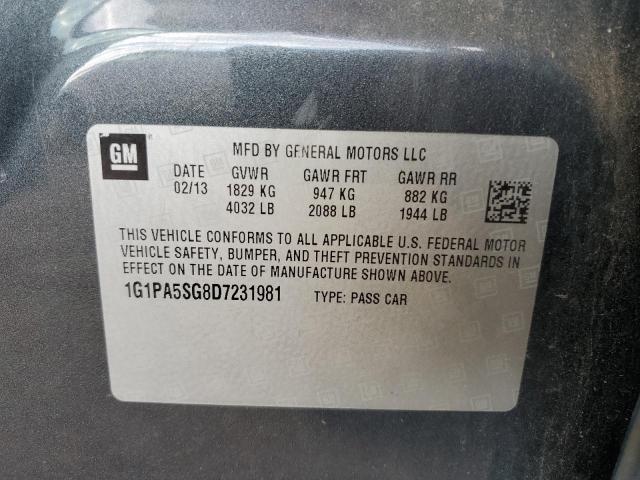 GM
MFD BY GENERAL MOTORS LLC
DATE GVWR GAWR FRT GAWR RR
02/13 1829 KG 947 KG 882 KG
4032 LB 2088 LB 1944 LB
THIS VEHICLE CONFORMS TO ALL APPLICABLE U.S. FEDERAL MOTOR
VEHICLE SAFETY, BUMPER, AND THEFT PREVENTION STANDARDS IN
EFFECT ON THE DATE OF MANUFACTURE SHOWN ABOVE.
1G1PA5SG8D7231981 TYPE: PASS CAR